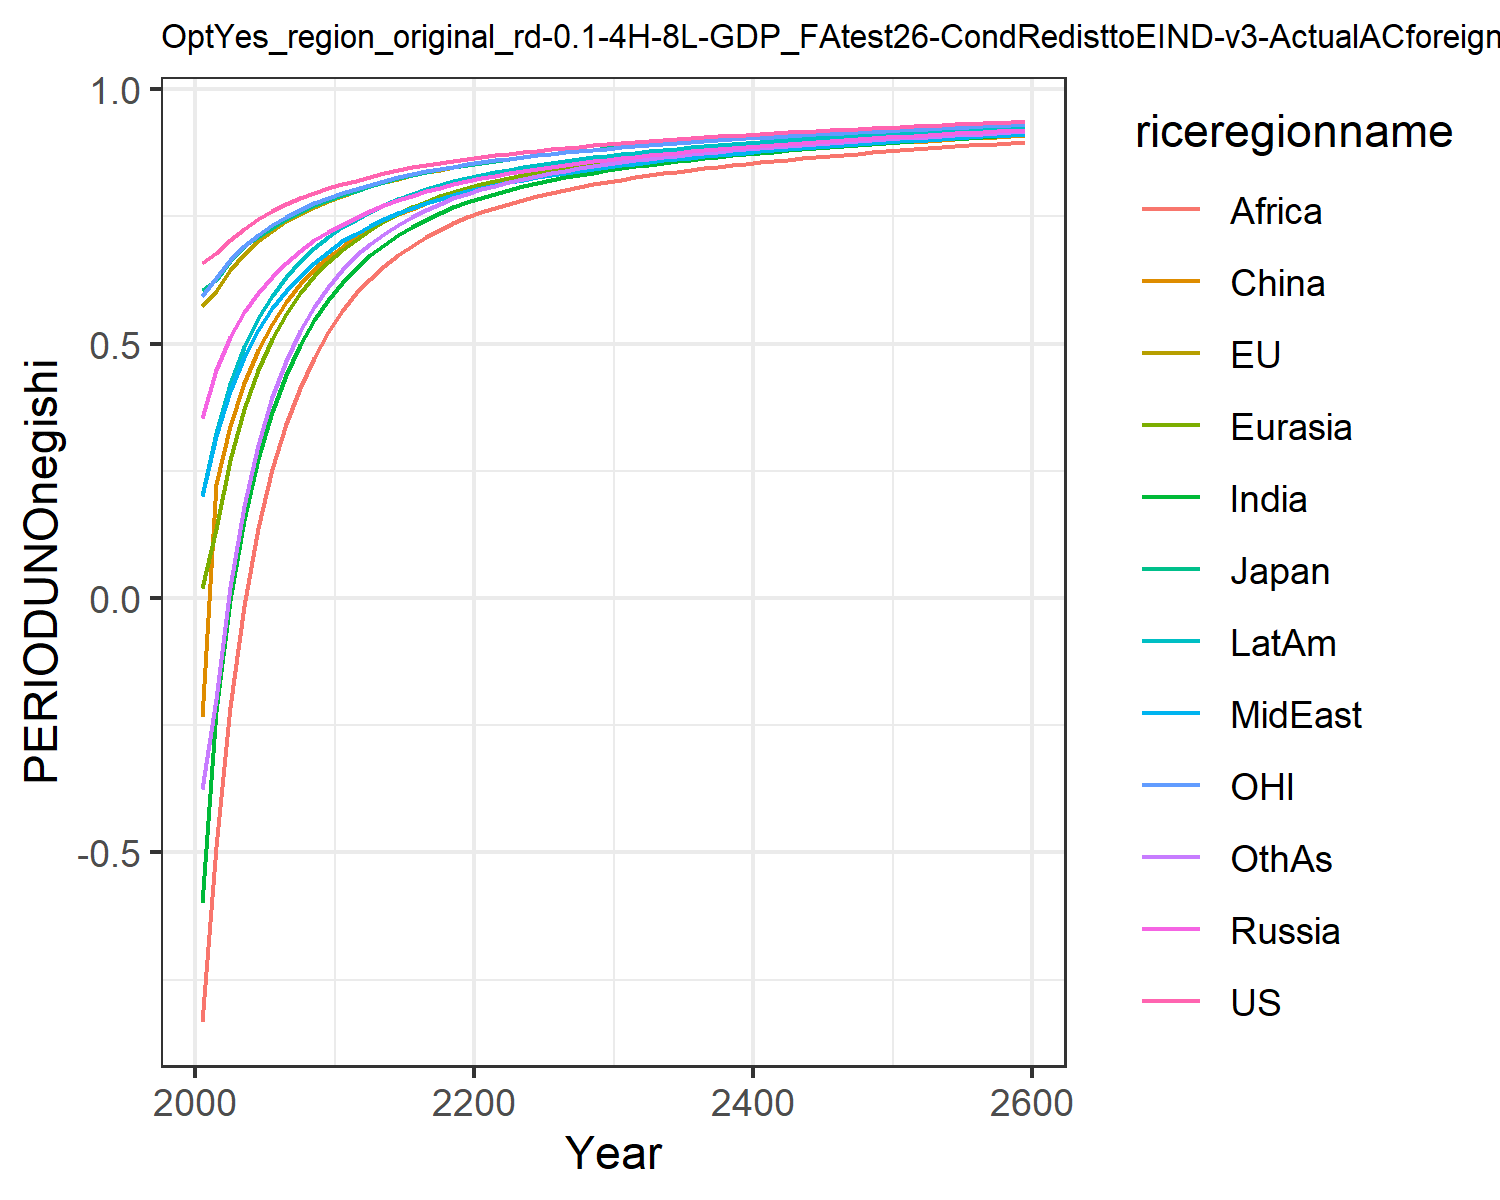 OptYes_region_original_rd-0.1-4H-8L-GDP_FAtest26-CondRedisttoEIND-v3-ActualACforeign
1.0
0.5
0.0
-0.5
PERIODUNOnegishi
2000 2200 2400 2600
Year
riceregionname
Africa
China
EU
Eurasia
India
Japan
LatAm
MidEast
OHI
OthAs
Russia
US